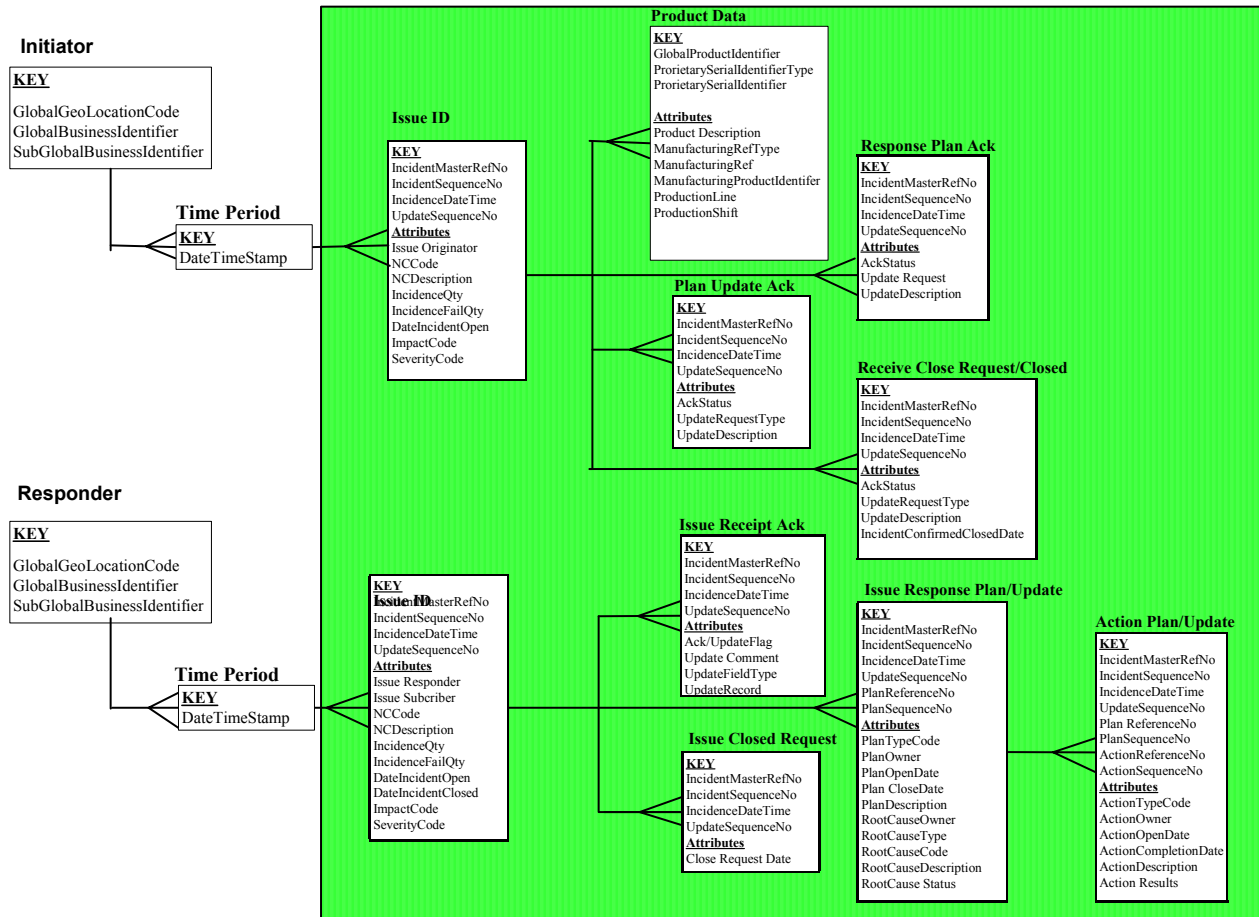 Initiator
KEY
GlobalGeoLocationCode
GlobalBusinessIdentifier
SubGlobalBusinessIdentifier
Time Period
KEY
DateTimeStamp
Issue ID
KEY
IncidentMasterRefNo
IncidentSequenceNo
IncidenceDateTime
UpdateSequenceNo
Attributes
Issue Originator
NCCode
NCDescription
IncidenceQty
IncidenceFailQty
DateIncidentOpen
ImpactCode
SeverityCode
Product Data
KEY
GlobalProductIdentifier
ProrietarySerialIdentifierType
ProrietarySerialIdentifier
Attributes
Product Description
ManufacturingRefType
ManufacturingRef
ManufacturingProductIdentifer
ProductionLine
ProductionShift
Response Plan Ack
KEY
IncidentMasterRefNo
IncidentSequenceNo
IncidenceDateTime
UpdateSequenceNo
Attributes
AckStatus
Update Request
UpdateDescription
Plan Update Ack
KEY
IncidentMasterRefNo
IncidentSequenceNo
IncidenceDateTime
UpdateSequenceNo
Attributes
AckStatus
UpdateRequestType
UpdateDescription
Receive Close Request/Closed
KEY
IncidentMasterRefNo
IncidentSequenceNo
IncidenceDateTime
UpdateSequenceNo
Attributes
AckStatus
UpdateRequestType
UpdateDescription
IncidentConfirmedClosedDate
Responder
KEY
GlobalGeoLocationCode
GlobalBusinessIdentifier
SubGlobalBusinessIdentifier
Time Period
KEY
DateTimeStamp
KEY
Issue ID
IncidentMasterRefNo
IncidentSequenceNo
IncidenceDateTime
UpdateSequenceNo
Attributes
Issue Responder
Issue Subcriber
NCCode
NCDescription
IncidenceQty
IncidenceFailQty
DateIncidentOpen
DateIncidentClosed
ImpactCode
SeverityCode
Issue Receipt Ack
KEY
IncidentMasterRefNo
IncidentSequenceNo
IncidenceDateTime
UpdateSequenceNo
Attributes
Ack/UpdateFlag
Update Comment
UpdateFieldType
UpdateRecord
Issue Closed Request
KEY
IncidentMasterRefNo
IncidentSequenceNo
IncidenceDateTime
UpdateSequenceNo
Attributes
Close Request Date
Issue Response Plan/Update
KEY
IncidentMasterRefNo
IncidentSequenceNo
IncidenceDateTime
UpdateSequenceNo
PlanReferenceNo
PlanSequenceNo
Attributes
PlanTypeCode
PlanOwner
PlanOpenDate
Plan CloseDate
PlanDescription
RootCauseOwner
RootCauseType
RootCauseCode
RootCauseDescription
RootCause Status
Action Plan/Update
KEY
IncidentMasterRefNo
IncidentSequenceNo
IncidenceDateTime
UpdateSequenceNo
Plan ReferenceNo
PlanSequenceNo
ActionReferenceNo
ActionSequenceNo
Attributes
ActionTypeCode
ActionOwner
ActionOpenDate
ActionCompletionDate
ActionDescription
Action Results